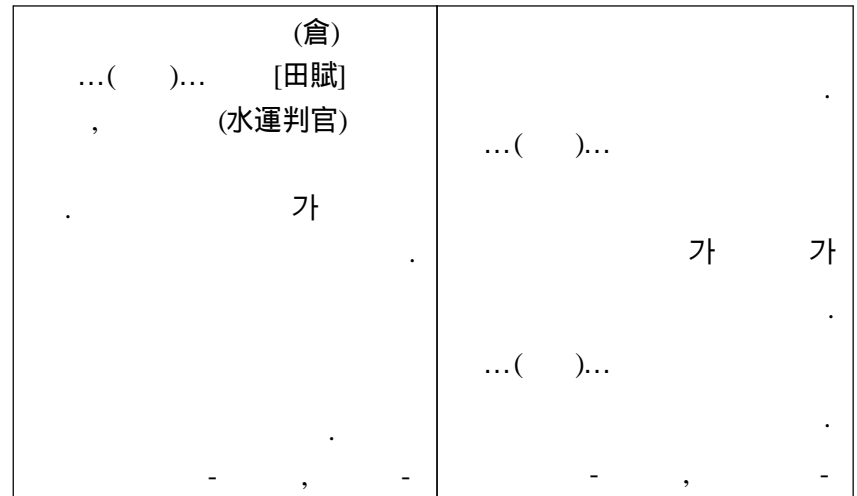 (倉)
…( )… [田賦]
, (水運判官)
. 가
.
.
- , -
.
…( )…
가 가
.
…( )…
.
- , -